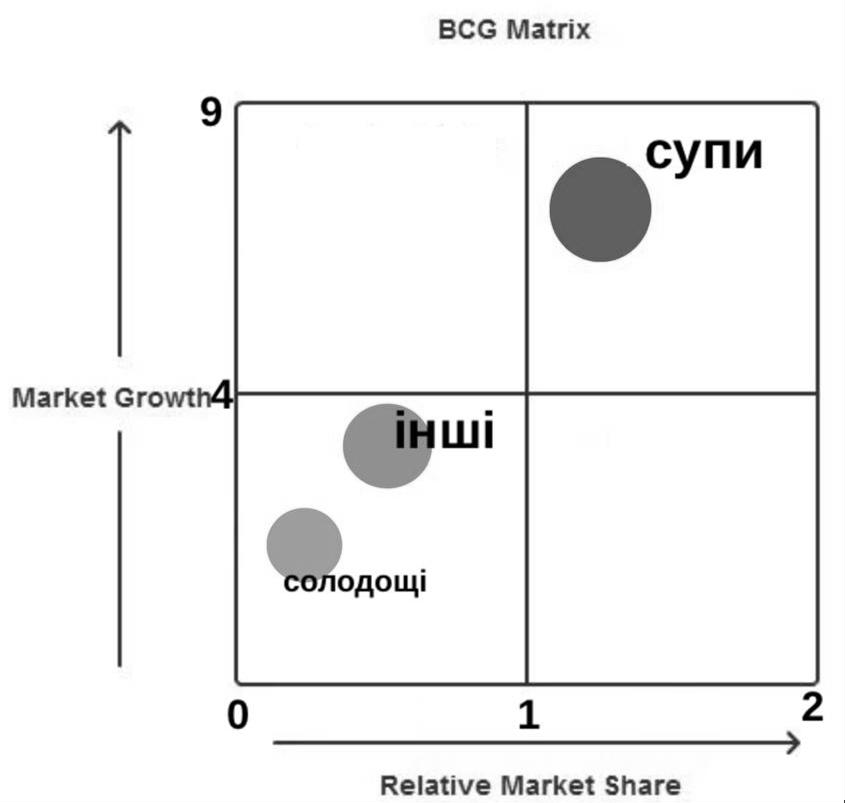 BCG Matrix
9
супи
Market Growth
4
інші
солодощі
0
1
2
Relative Market Share